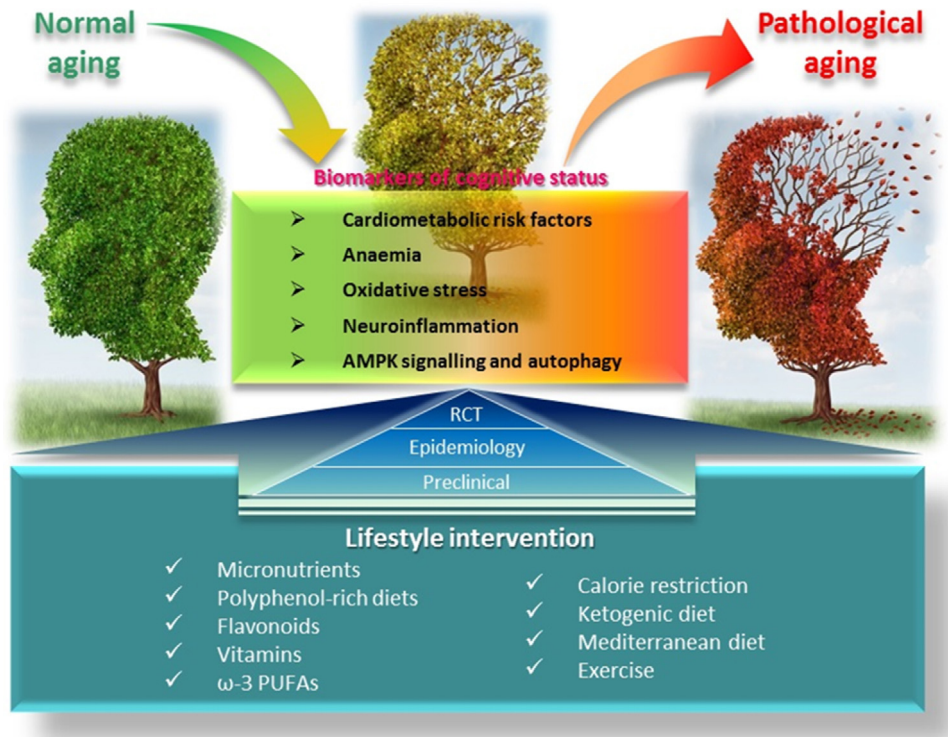 Normal
aging
Pathological
aging
Biomarkers of cognitive status
Cardiometabolic risk factors
Anaemia
Oxidative stress
Neuroinflammation
AMPK signalling and autophagy
RCT
Epidemiology
Preclinical
Lifestyle intervention
Micronutrients
Polyphenol-rich diets
Flavonoids
Vitamins
ω-3 PUFAs
Calorie restriction
Ketogenic diet
Mediterranean diet
Exercise